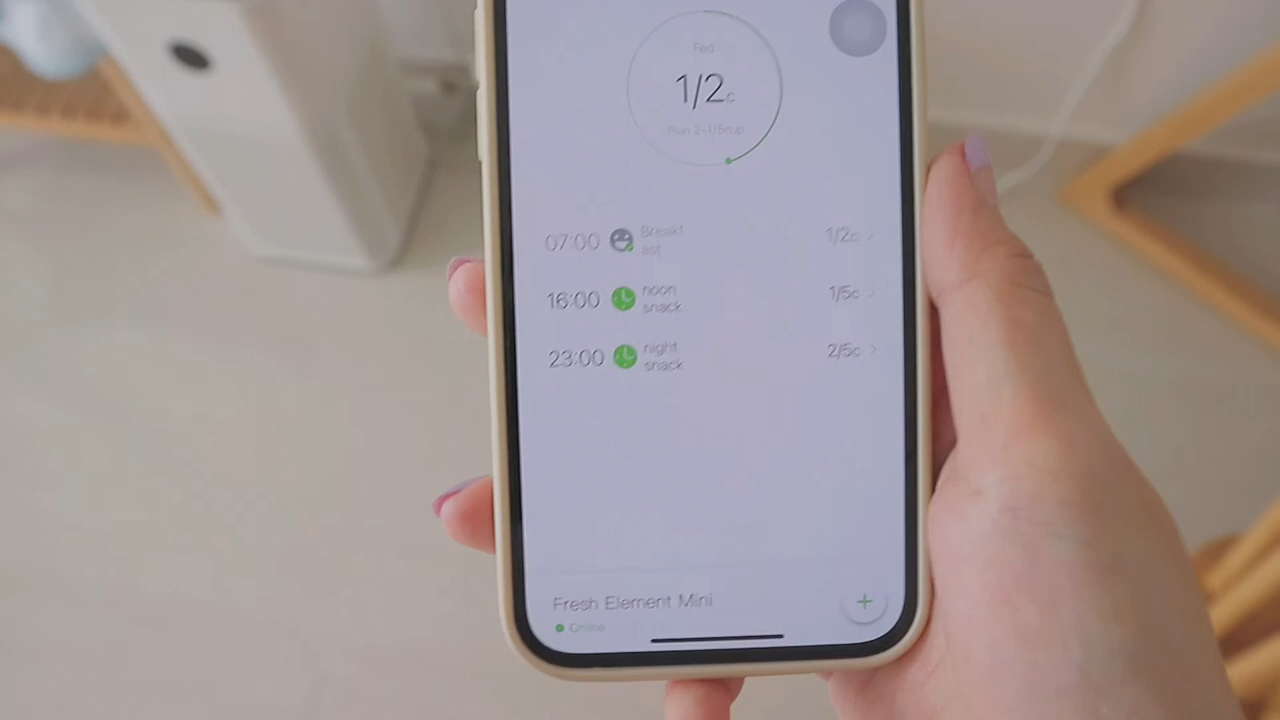 Fed
1/2c
Plan 2-1/5cup
07:00 Breakf 1/2c
ast
16:00 noon 1/5c
snack
23:00 night 2/5c
snack
Fresh Element Mini
Online